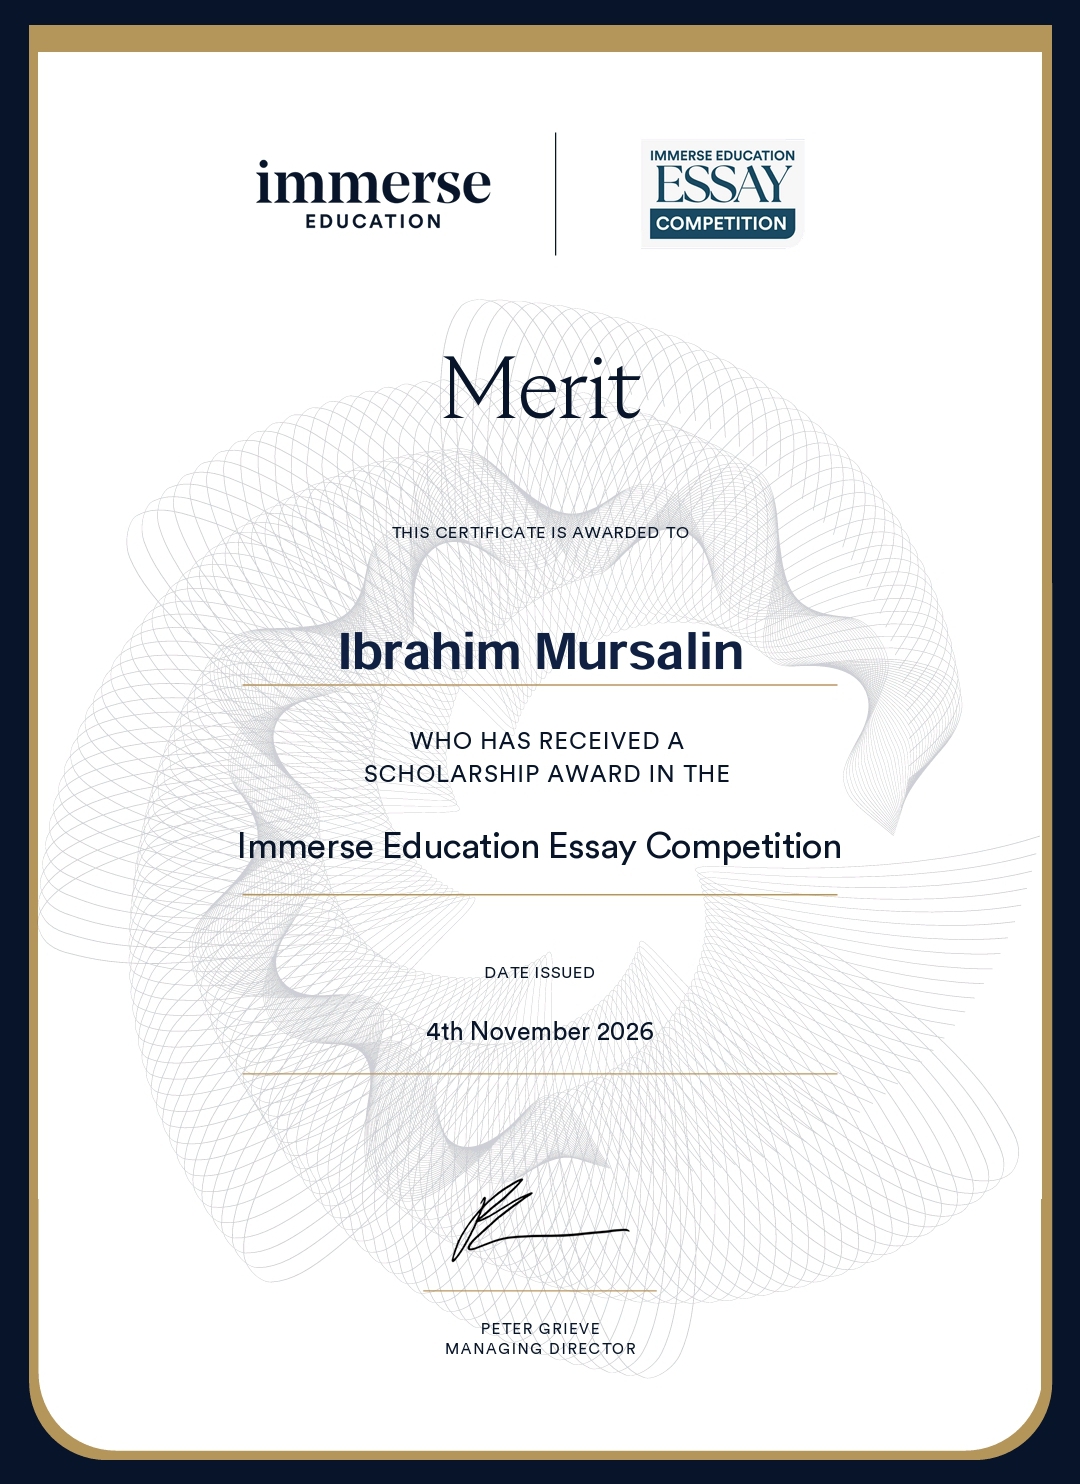 immerse
EDUCATION
IMMERSE EDUCATION
ESSAY
COMPETITION
Merit
THIS CERTIFICATE IS AWARDED TO
Ibrahim Mursalin
WHO HAS RECEIVED A
SCHOLARSHIP AWARD IN THE
Immerse Education Essay Competition
DATE ISSUED
4th November 2026
PETER GRIEVE
MANAGING DIRECTOR